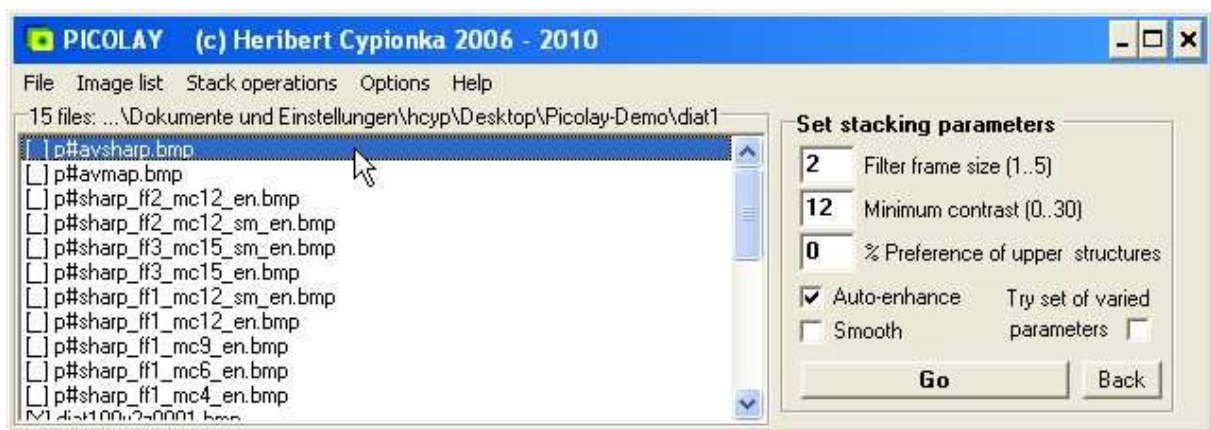 PICOLAY (c) Heribert Cypionka 2006 - 2010
File Image list Stack operations Options Help
15 files: ...\Dokumente und Einstellungen\hcyp\Desktop\Picolay-Demo\diat1
[_] p#avsharp.bmp
[_] p#avmap.bmp
[_] p#sharp_ff2_mc12_en.bmp
[_] p#sharp_ff2_mc12_sm_en.bmp
[_] p#sharp_ff3_mc15_sm_en.bmp
[_] p#sharp_ff3_mc15_en.bmp
[_] p#sharp_ff1_mc12_sm_en.bmp
[_] p#sharp_ff1_mc12_en.bmp
[_] p#sharp_ff1_mc9_en.bmp
[_] p#sharp_ff1_mc6_en.bmp
[_] p#sharp_ff1_mc4_en.bmp
Set stacking parameters
2 Filter frame size (1..5)
12 Minimum contrast (0..30)
0 % Preference of upper structures
Auto-enhance
Smooth
Try set of varied
parameters
Go Back